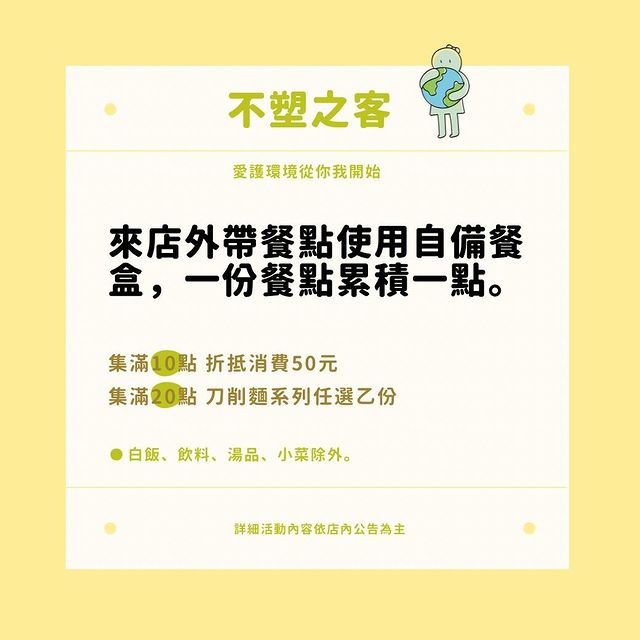 不塑之客
愛護環境從你我開始
來店外帶餐點使用自備餐
盒，一份餐點累積一點。
集滿10點 折抵消費50元
集滿20點 刀削麵系列任選乙份
● 白飯、飲料、湯品、小菜除外。
詳細活動內容依店內公告為主